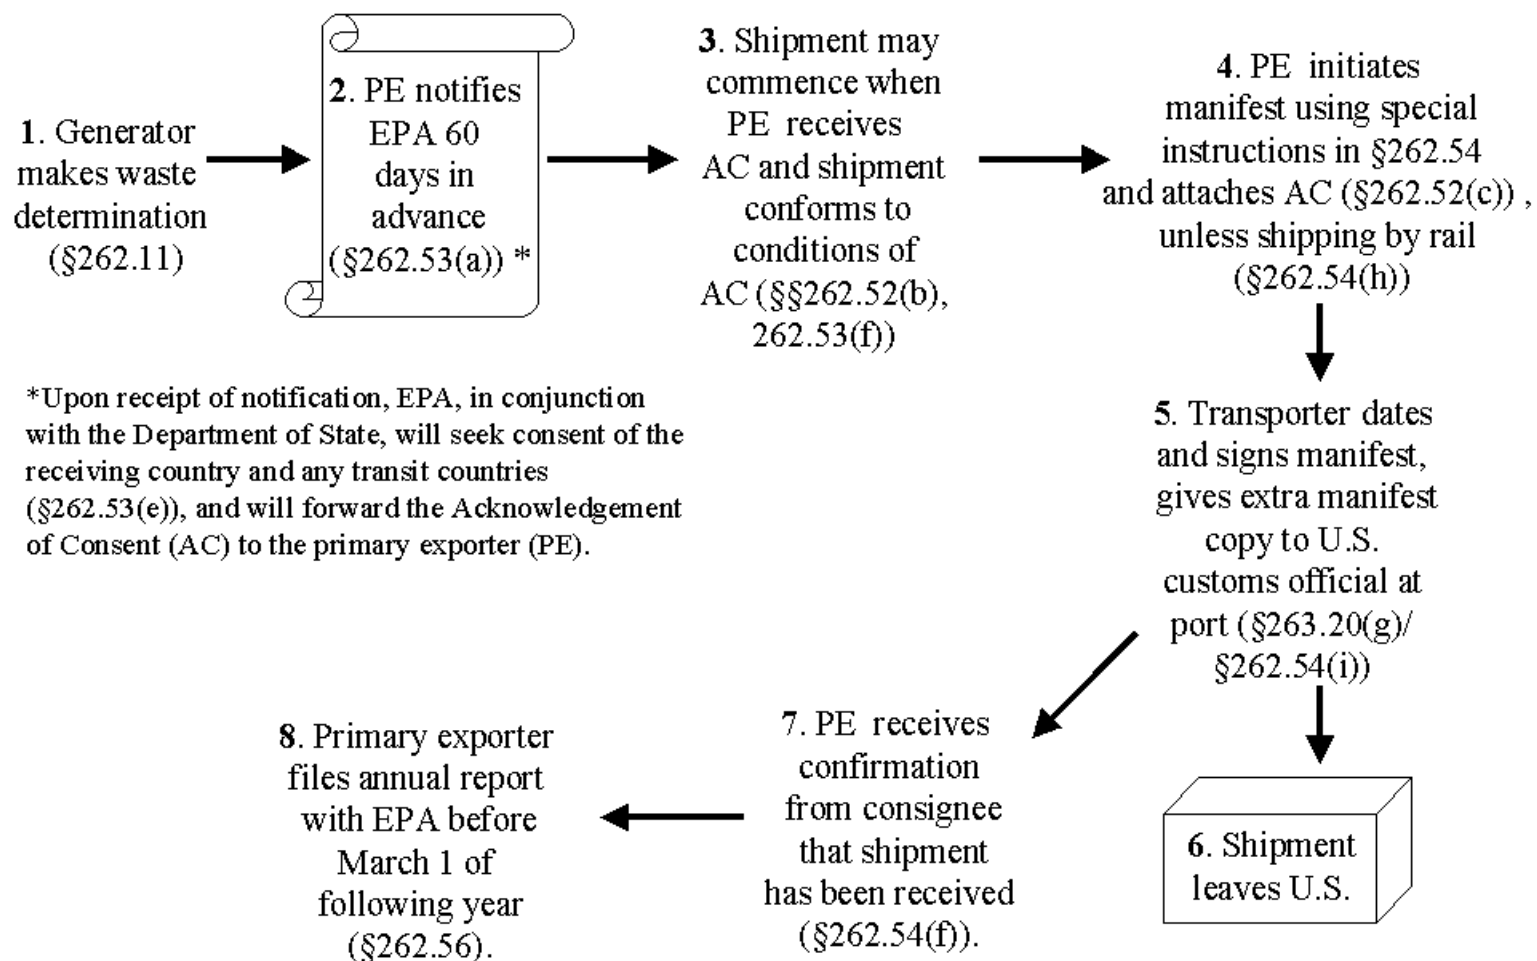 1. Generator
makes waste
determination
(§262.11)
2. PE notifies
EPA 60
days in
advance
(§262.53(a)) *
3. Shipment may
commence when
PE receives
AC and shipment
conforms to
conditions of
AC (§§262.52(b),
262.53(f))
4. PE initiates
manifest using special
instructions in §262.54
and attaches AC (§262.52(c)) ,
unless shipping by rail
(§262.54(h))
*Upon receipt of notification, EPA, in conjunction
with the Department of State, will seek consent of the
receiving country and any transit countries
(§262.53(e)), and will forward the Acknowledgement
of Consent (AC) to the primary exporter (PE).
5. Transporter dates
and signs manifest,
gives extra manifest
copy to U.S.
customs official at
port (§263.20(g)/
§262.54(i))
6. Shipment
leaves U.S.
7. PE receives
confirmation
from consignee
that shipment
has been received
(§262.54(f)).
8. Primary exporter
files annual report
with EPA before
March 1 of
following year
(§262.56).